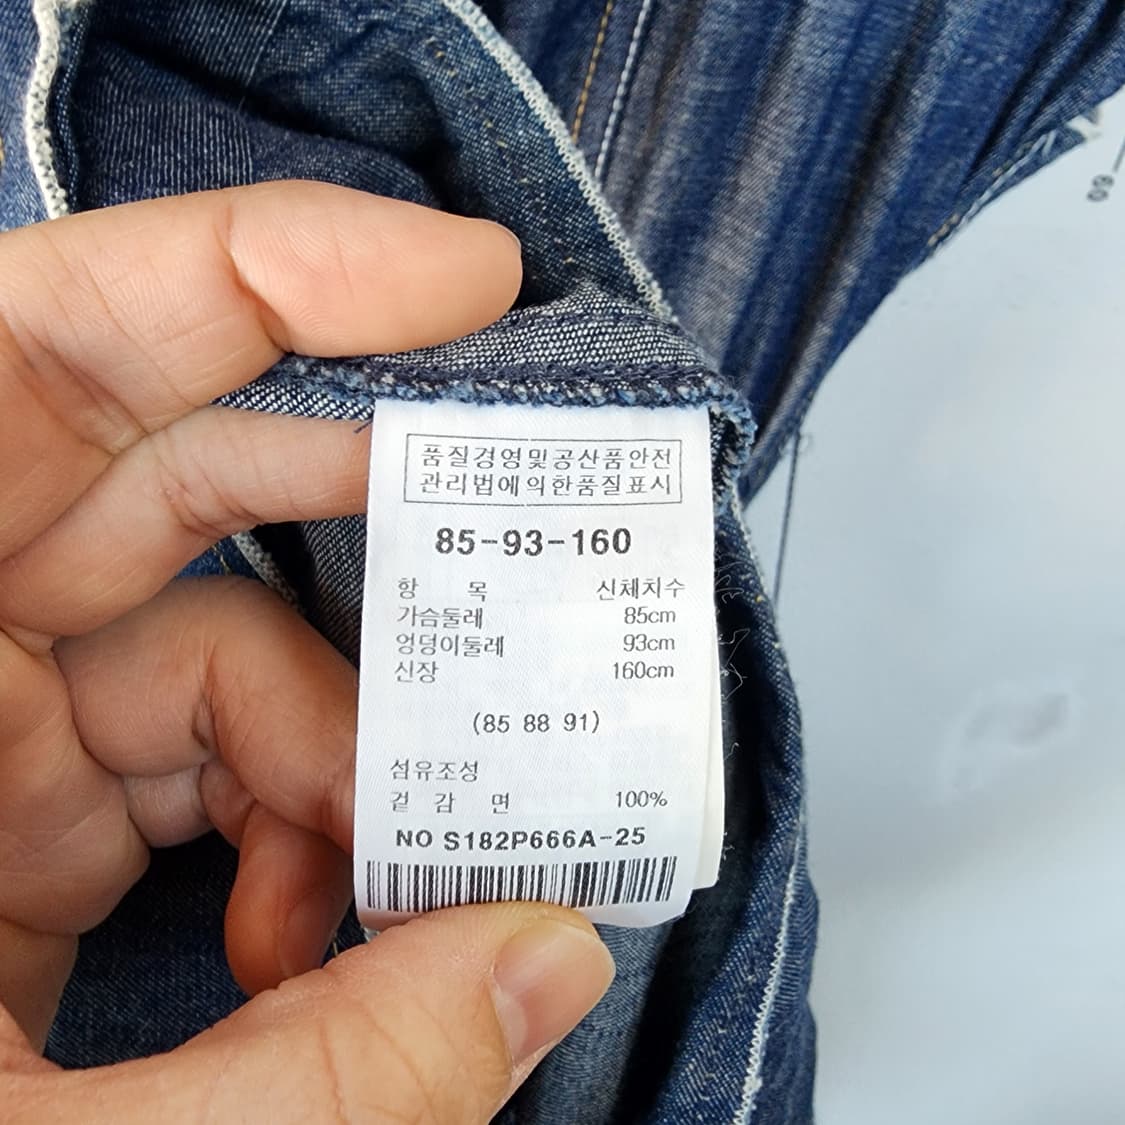 품질경영및공산품안전
관리법에의한품질표시
85-93-160
항 목 신체치수
가슴둘레 85cm
엉덩이둘레 93cm
신장 160cm
(85 88 91)
섬유조성
겉감 면 100%
NO S182P666A-25
60